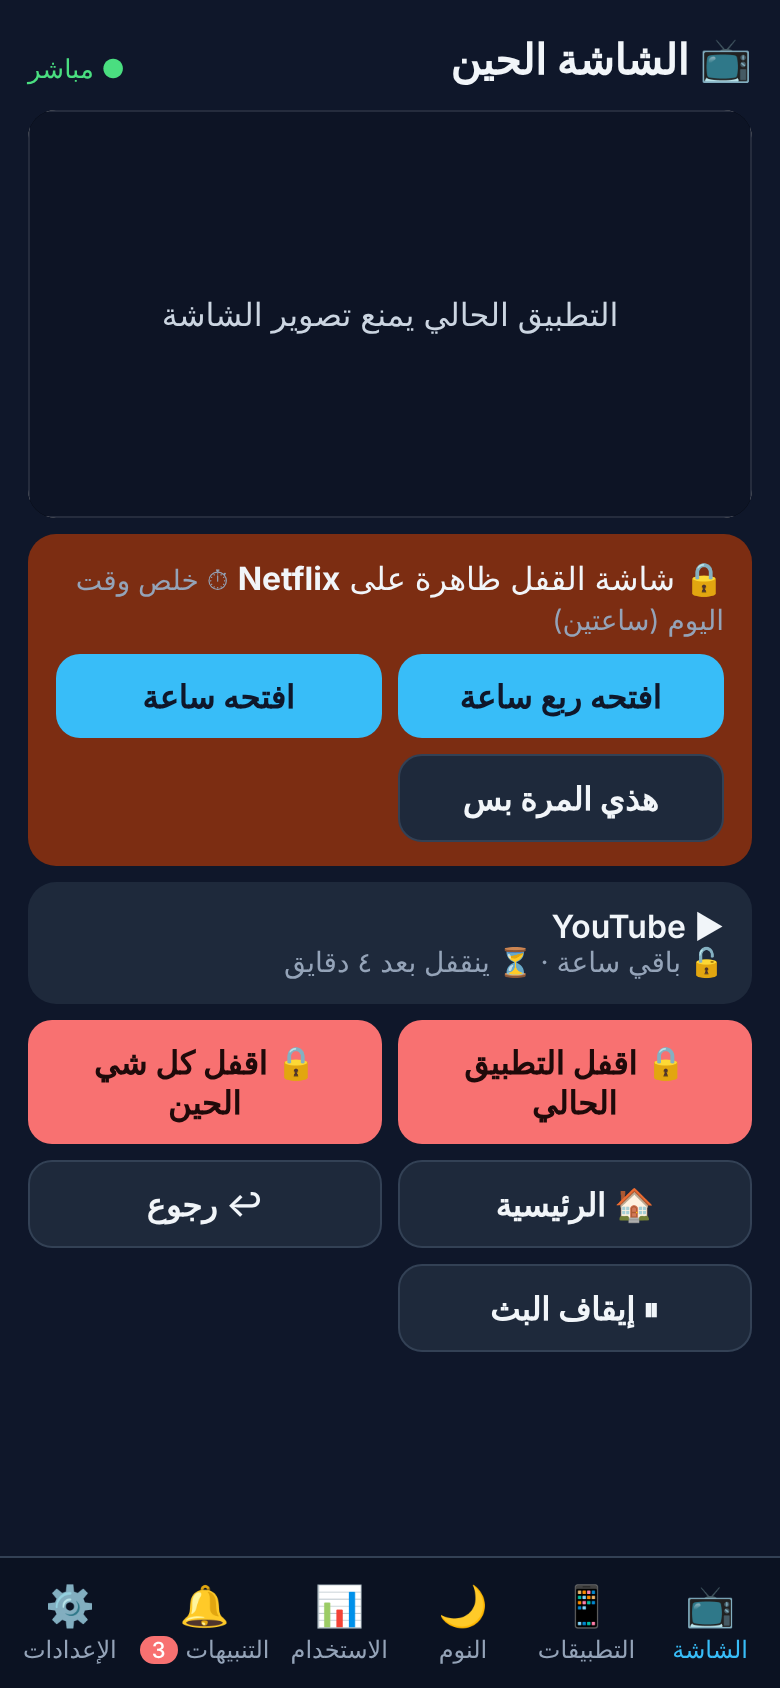 📺 الشاشة الحين
● مباشر
التطبيق الحالي يمنع تصوير الشاشة
🔒 شاشة القفل ظاهرة على Netflix ⏱ خلص وقت
اليوم (ساعتين)
افتحه ربع ساعة
افتحه ساعة
هذي المرة بس
▶ YouTube
🔓 باقي ساعة · ⏳ ينقفل بعد ٤ دقايق
🔒 اقفل التطبيق
الحالي
🔒 اقفل كل شي
الحين
🏠 الرئيسية
↩ رجوع
⏸ إيقاف البث
الشاشة
التطبيقات
النوم
الاستخدام
التنبيهات 3
الإعدادات